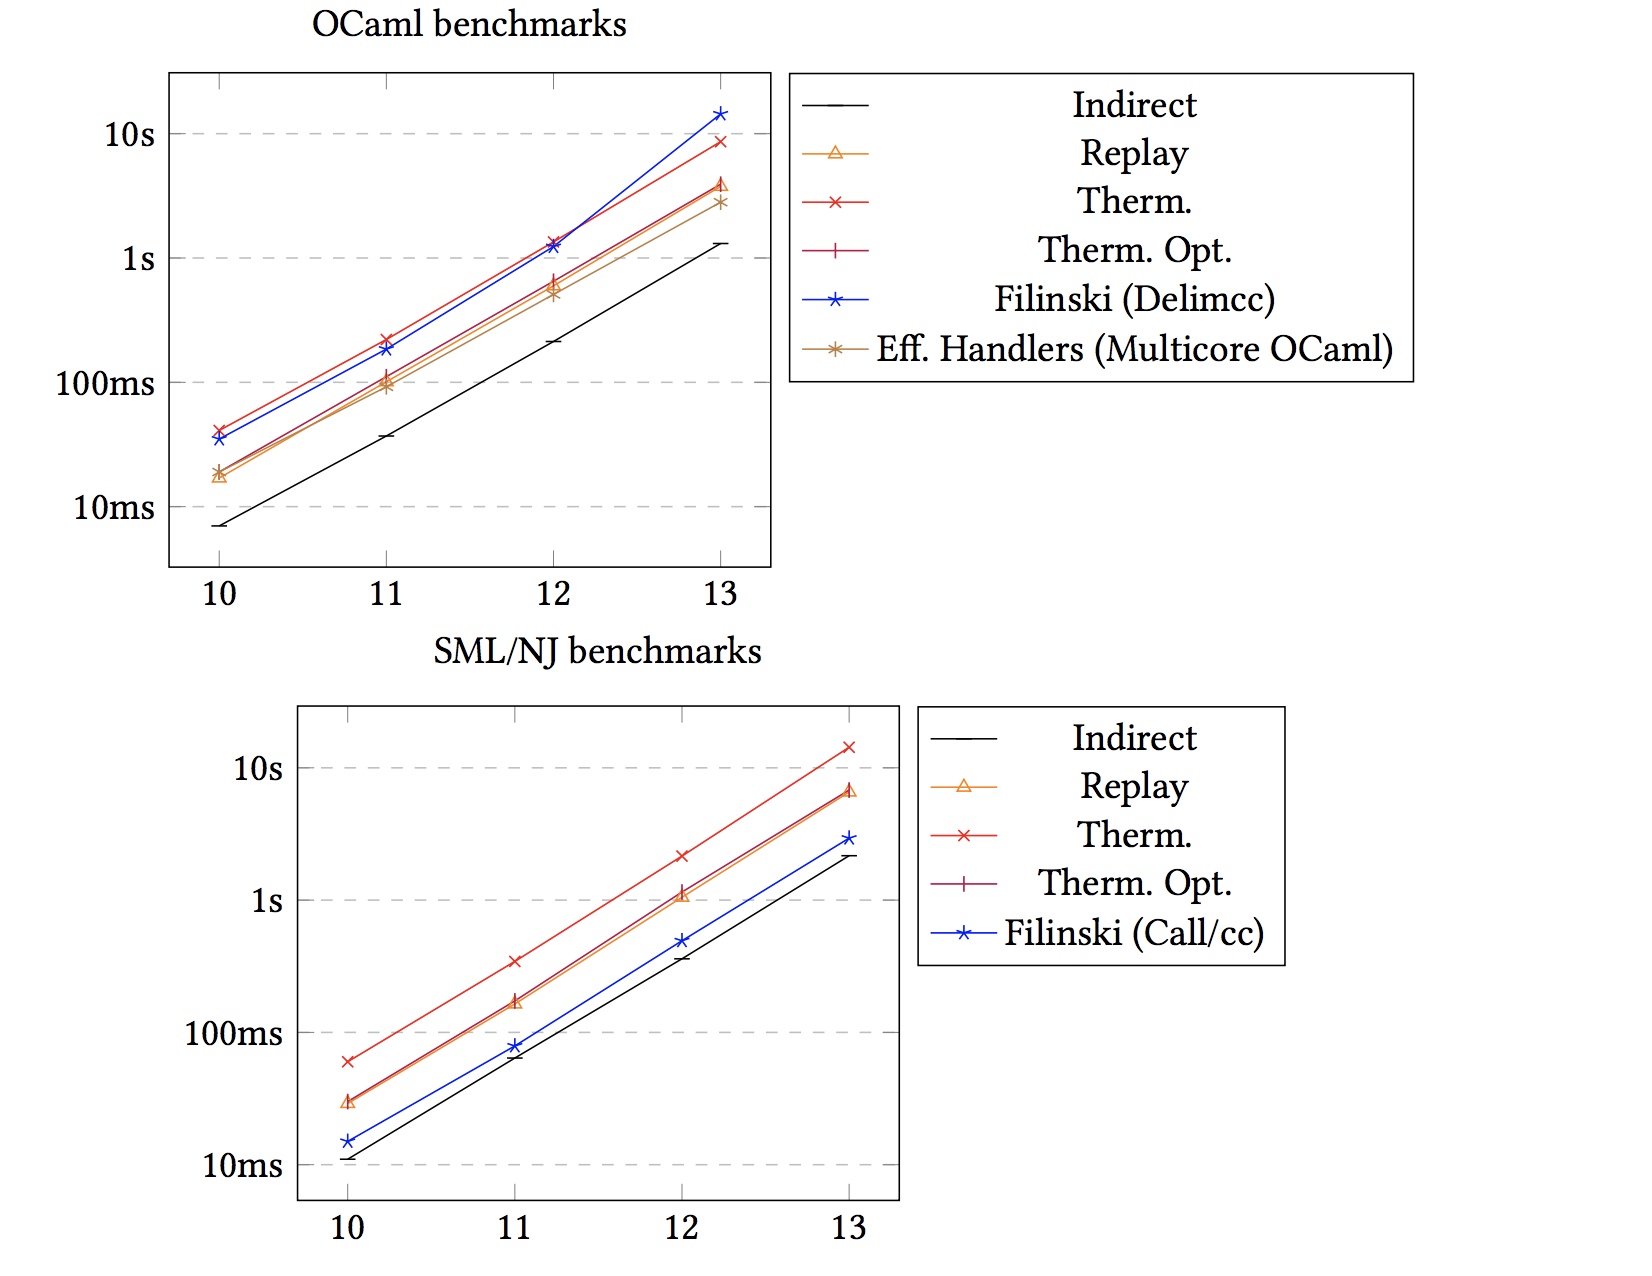 OCaml benchmarks
10s
1s
100ms
10ms
10 11 12 13
Indirect
Replay
Therm.
Therm. Opt.
Filinski (Delimcc)
Eff. Handlers (Multicore OCaml)
SML/NJ benchmarks
10s
1s
100ms
10ms
10 11 12 13
Indirect
Replay
Therm.
Therm. Opt.
Filinski (Call/cc)